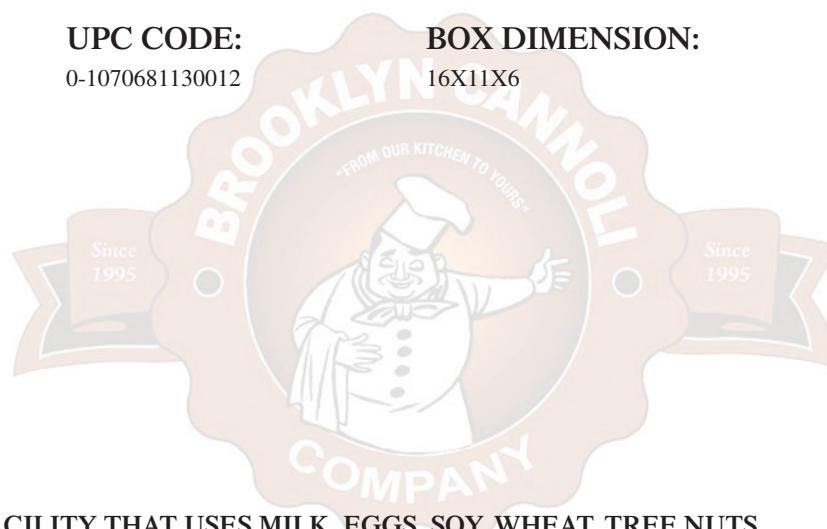 UPC CODE: BOX DIMENSION:
0-1070681130012 16X11X6
BROOKLYN CANNOLI
"FROM OUR KITCHEN TO YOURS"
Since Since
1995 1995
COMPANY
CILITY THAT USES MILK, EGGS, SOY, WHEAT, TREE NUTS